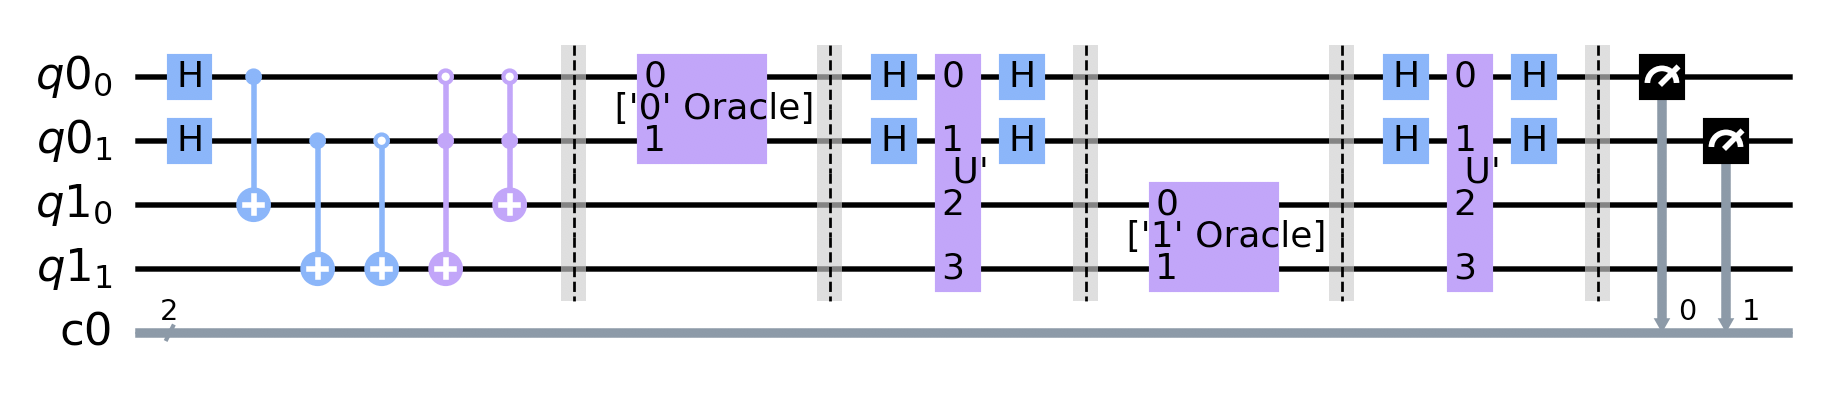 q0₀ H 0 H 0 H H 0 H
['0' Oracle]
q0₁ H 1 H 1 H H 1 H
U' U'
q1₀ 2 0 2
['1' Oracle]
q1₁ 3 1 3
2 0 1
c0